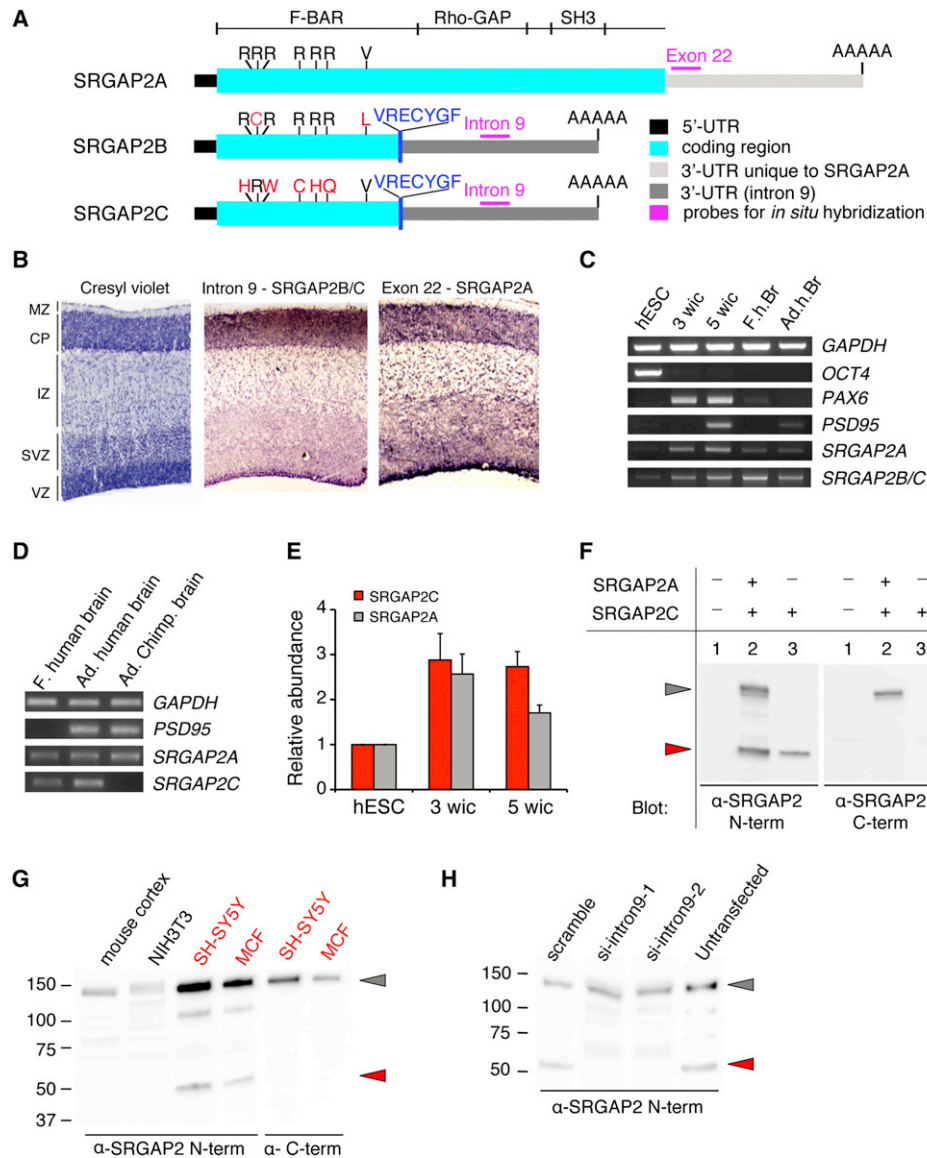 A
F-BAR Rho-GAP SH3
RRR R RR V Exon 22 AAAAA
SRGAP2A
RCR R RR L VRECYGF Intron 9 AAAAA
SRGAP2B
HRW C HQ V VRECYGF Intron 9 AAAAA
SRGAP2C
5'-UTR
coding region
3'-UTR unique to SRGAP2A
3'-UTR (intron 9)
probes for in situ hybridization
B
Cresyl violet Intron 9 - SRGAP2B/C Exon 22 - SRGAP2A
MZ
CP
IZ
SVZ
VZ
C
hESC 3 wic 5 wic F.h.Br Ad.h.Br
GAPDH
OCT4
PAX6
PSD95
SRGAP2A
SRGAP2B/C
D
F. human brain Ad. human brain Ad. Chimp. brain
GAPDH
PSD95
SRGAP2A
SRGAP2C
E
SRGAP2C
SRGAP2A
Relative abundance
4
3
2
1
0
hESC 3 wic 5 wic
F
SRGAP2A – + – – + –
SRGAP2C – + + – + +
1 2 3 1 2 3
Blot: α-SRGAP2 N-term α-SRGAP2 C-term
G
mouse cortex NIH3T3 SH-SY5Y MCF SH-SY5Y MCF
150
100
75
50
37
α-SRGAP2 N-term α- C-term
H
scramble si-intron9-1 si-intron9-2 Untransfected
150
100
75
50
α-SRGAP2 N-term